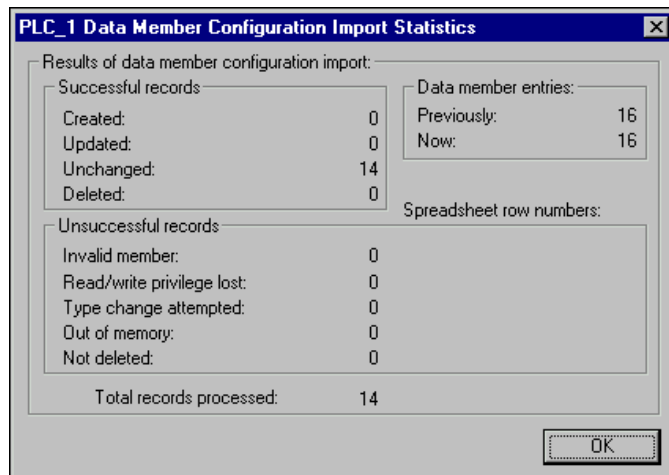 PLC_1 Data Member Configuration Import Statistics
Results of data member configuration import:
Successful records
Created: 0
Updated: 0
Unchanged: 14
Deleted: 0
Data member entries:
Previously: 16
Now: 16
Spreadsheet row numbers:
Unsuccessful records
Invalid member: 0
Read/write privilege lost: 0
Type change attempted: 0
Out of memory: 0
Not deleted: 0
Total records processed: 14
OK